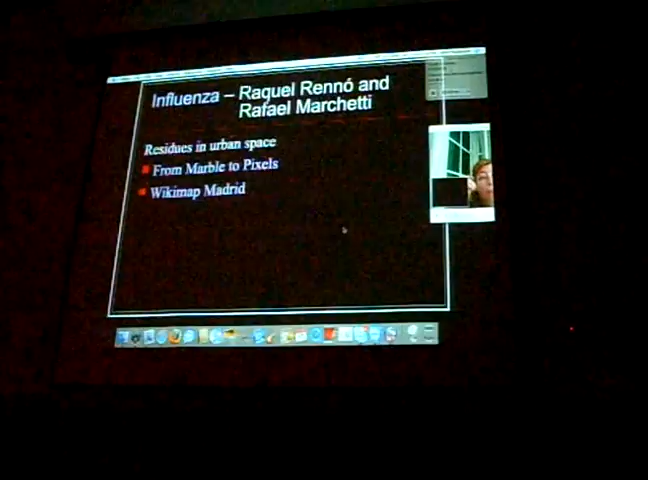 Influenza – Raquel Rennó and
Rafael Marchetti
Residues in urban space
From Marble to Pixels
Wikimap Madrid